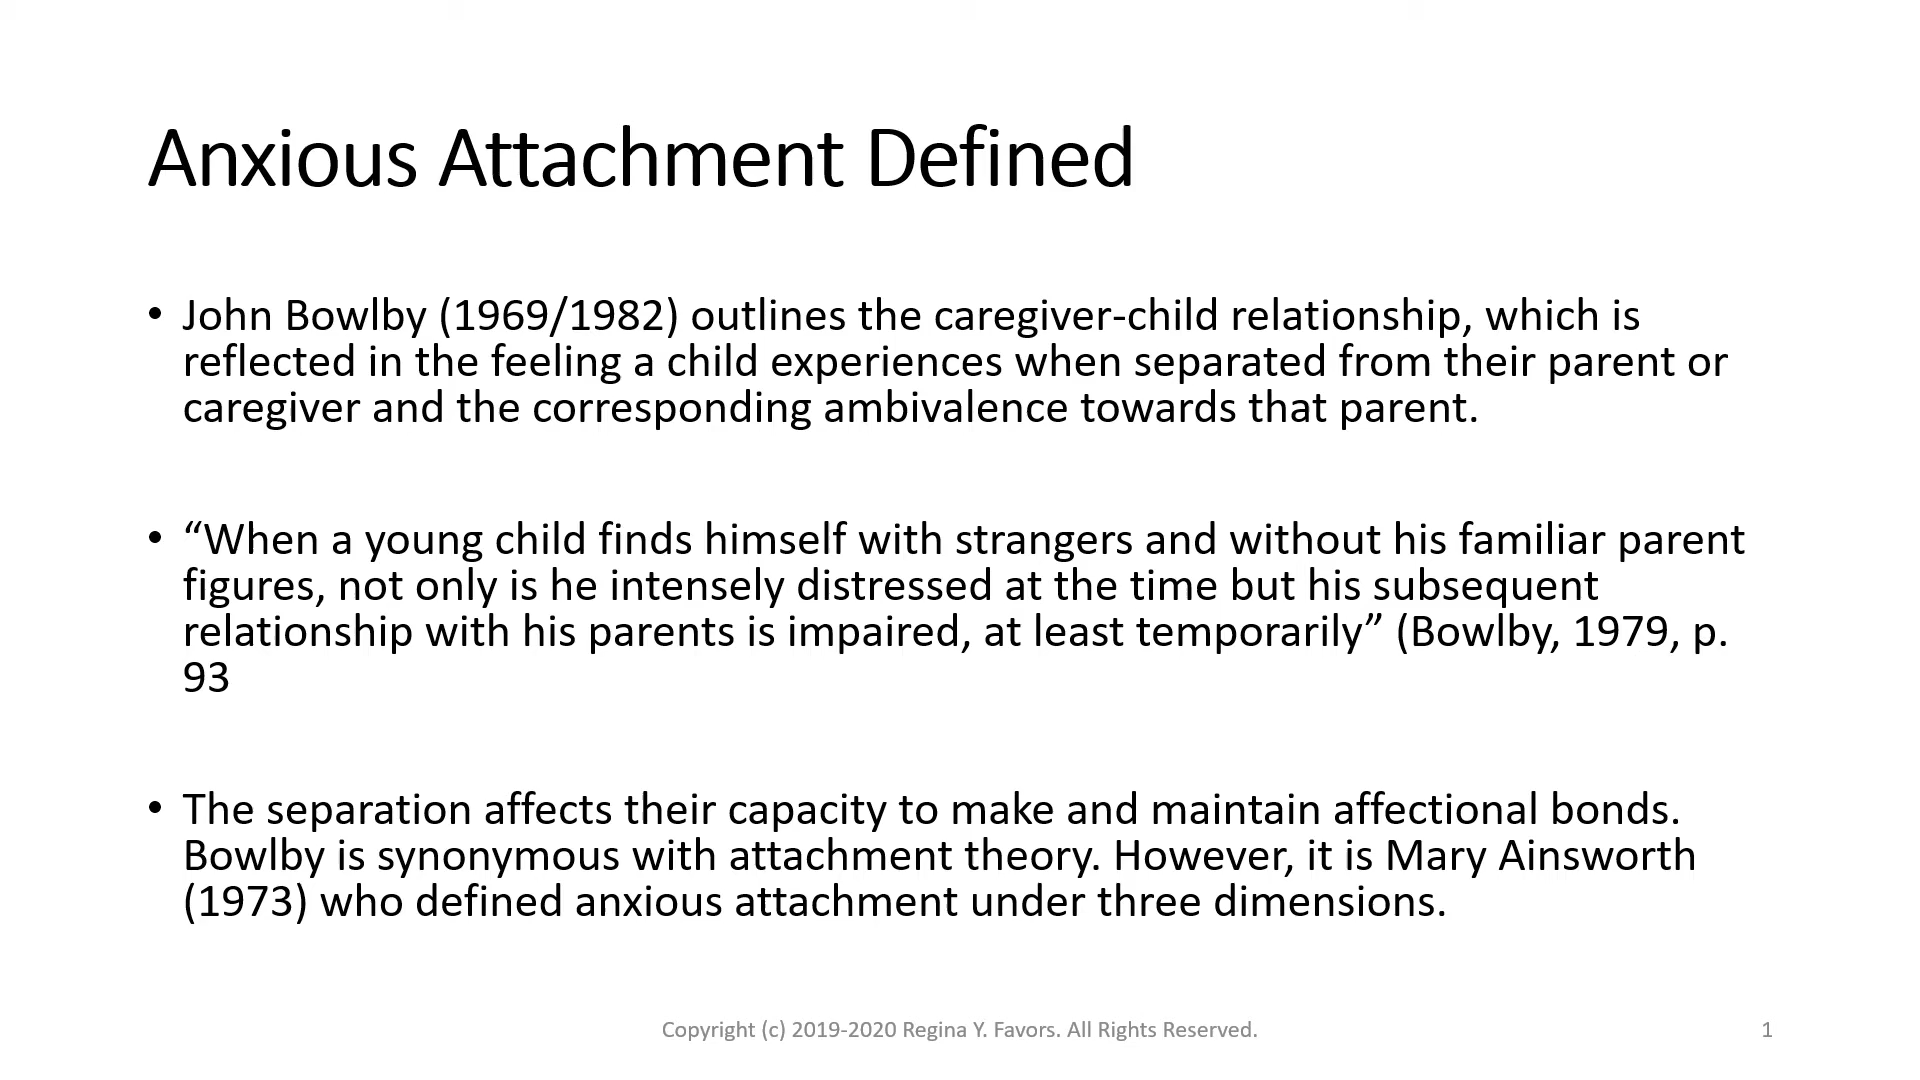 Anxious Attachment Defined
• John Bowlby (1969/1982) outlines the caregiver-child relationship, which is
reflected in the feeling a child experiences when separated from their parent or
caregiver and the corresponding ambivalence towards that parent.
• “When a young child finds himself with strangers and without his familiar parent
figures, not only is he intensely distressed at the time but his subsequent
relationship with his parents is impaired, at least temporarily” (Bowlby, 1979, p.
93
• The separation affects their capacity to make and maintain affectional bonds.
Bowlby is synonymous with attachment theory. However, it is Mary Ainsworth
(1973) who defined anxious attachment under three dimensions.
Copyright (c) 2019-2020 Regina Y. Favors. All Rights Reserved.
1